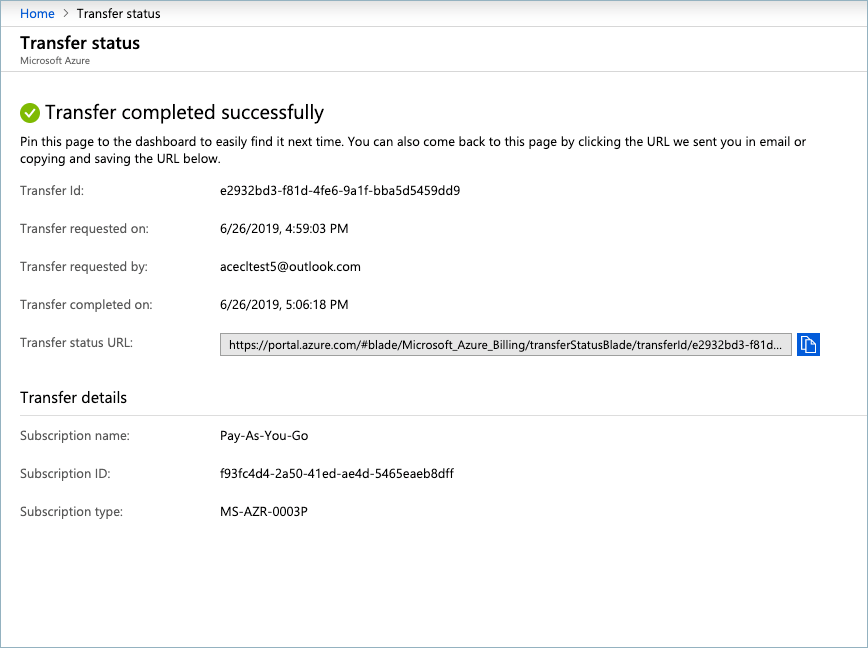 Home > Transfer status
Transfer status
Microsoft Azure
Transfer completed successfully
Pin this page to the dashboard to easily find it next time. You can also come back to this page by clicking the URL we sent you in email or
copying and saving the URL below.
Transfer Id: e2932bd3-f81d-4fe6-9a1f-bba5d5459dd9
Transfer requested on: 6/26/2019, 4:59:03 PM
Transfer requested by: acecltest5@outlook.com
Transfer completed on: 6/26/2019, 5:06:18 PM
Transfer status URL: https://portal.azure.com/#blade/Microsoft_Azure_Billing/transferStatusBlade/transferId/e2932bd3-f81d...
Transfer details
Subscription name: Pay-As-You-Go
Subscription ID: f93fc4d4-2a50-41ed-ae4d-5465eaeb8dff
Subscription type: MS-AZR-0003P